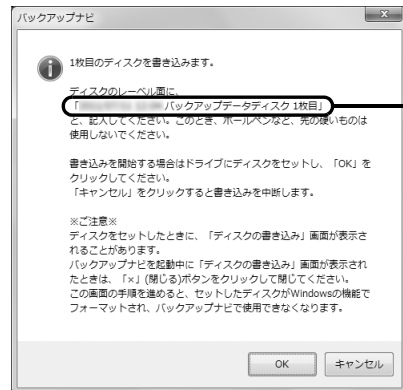 バックアップナビ
1枚目のディスクを書き込みます。
ディスクのレーベル面に、
「 バックアップデータディスク 1枚目」
と、記入してください。このとき、ボールペンなど、先の硬いものは
使用しないでください。
書き込みを開始する場合はドライブにディスクをセットし、「OK」を
クリックしてください。
「キャンセル」をクリックすると書き込みを中断します。
※ご注意※
ディスクをセットしたときに、「ディスクの書き込み」画面が表示さ
れることがあります。
バックアップナビを起動中に「ディスクの書き込み」画面が表示され
たときは、「×」(閉じる)ボタンをクリックして閉じてください。
この画面の手順を進めると、セットしたディスクがWindowsの機能で
フォーマットされ、バックアップナビで使用できなくなります。
OK キャンセル